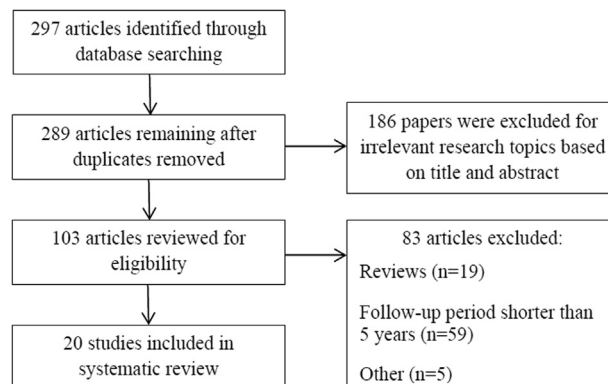 297 articles identified through
database searching
289 articles remaining after
duplicates removed
186 papers were excluded for
irrelevant research topics based
on title and abstract
103 articles reviewed for
eligibility
83 articles excluded:
Reviews (n=19)
Follow-up period shorter than
5 years (n=59)
Other (n=5)
20 studies included in
systematic review